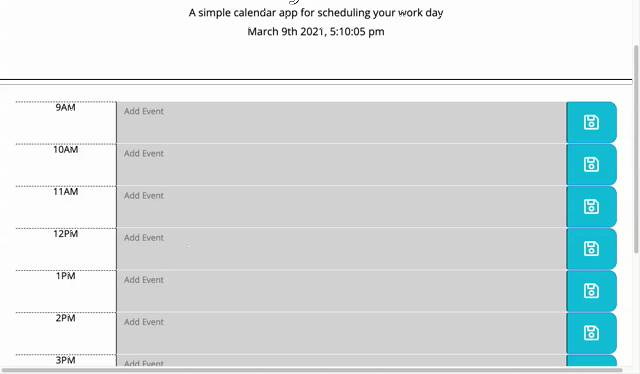 A simple calendar app for scheduling your work day
March 9th 2021, 5:10:05 pm
9AM
Add Event
10AM
Add Event
11AM
Add Event
12PM
Add Event
1PM
Add Event
2PM
Add Event
3PM
Add Event